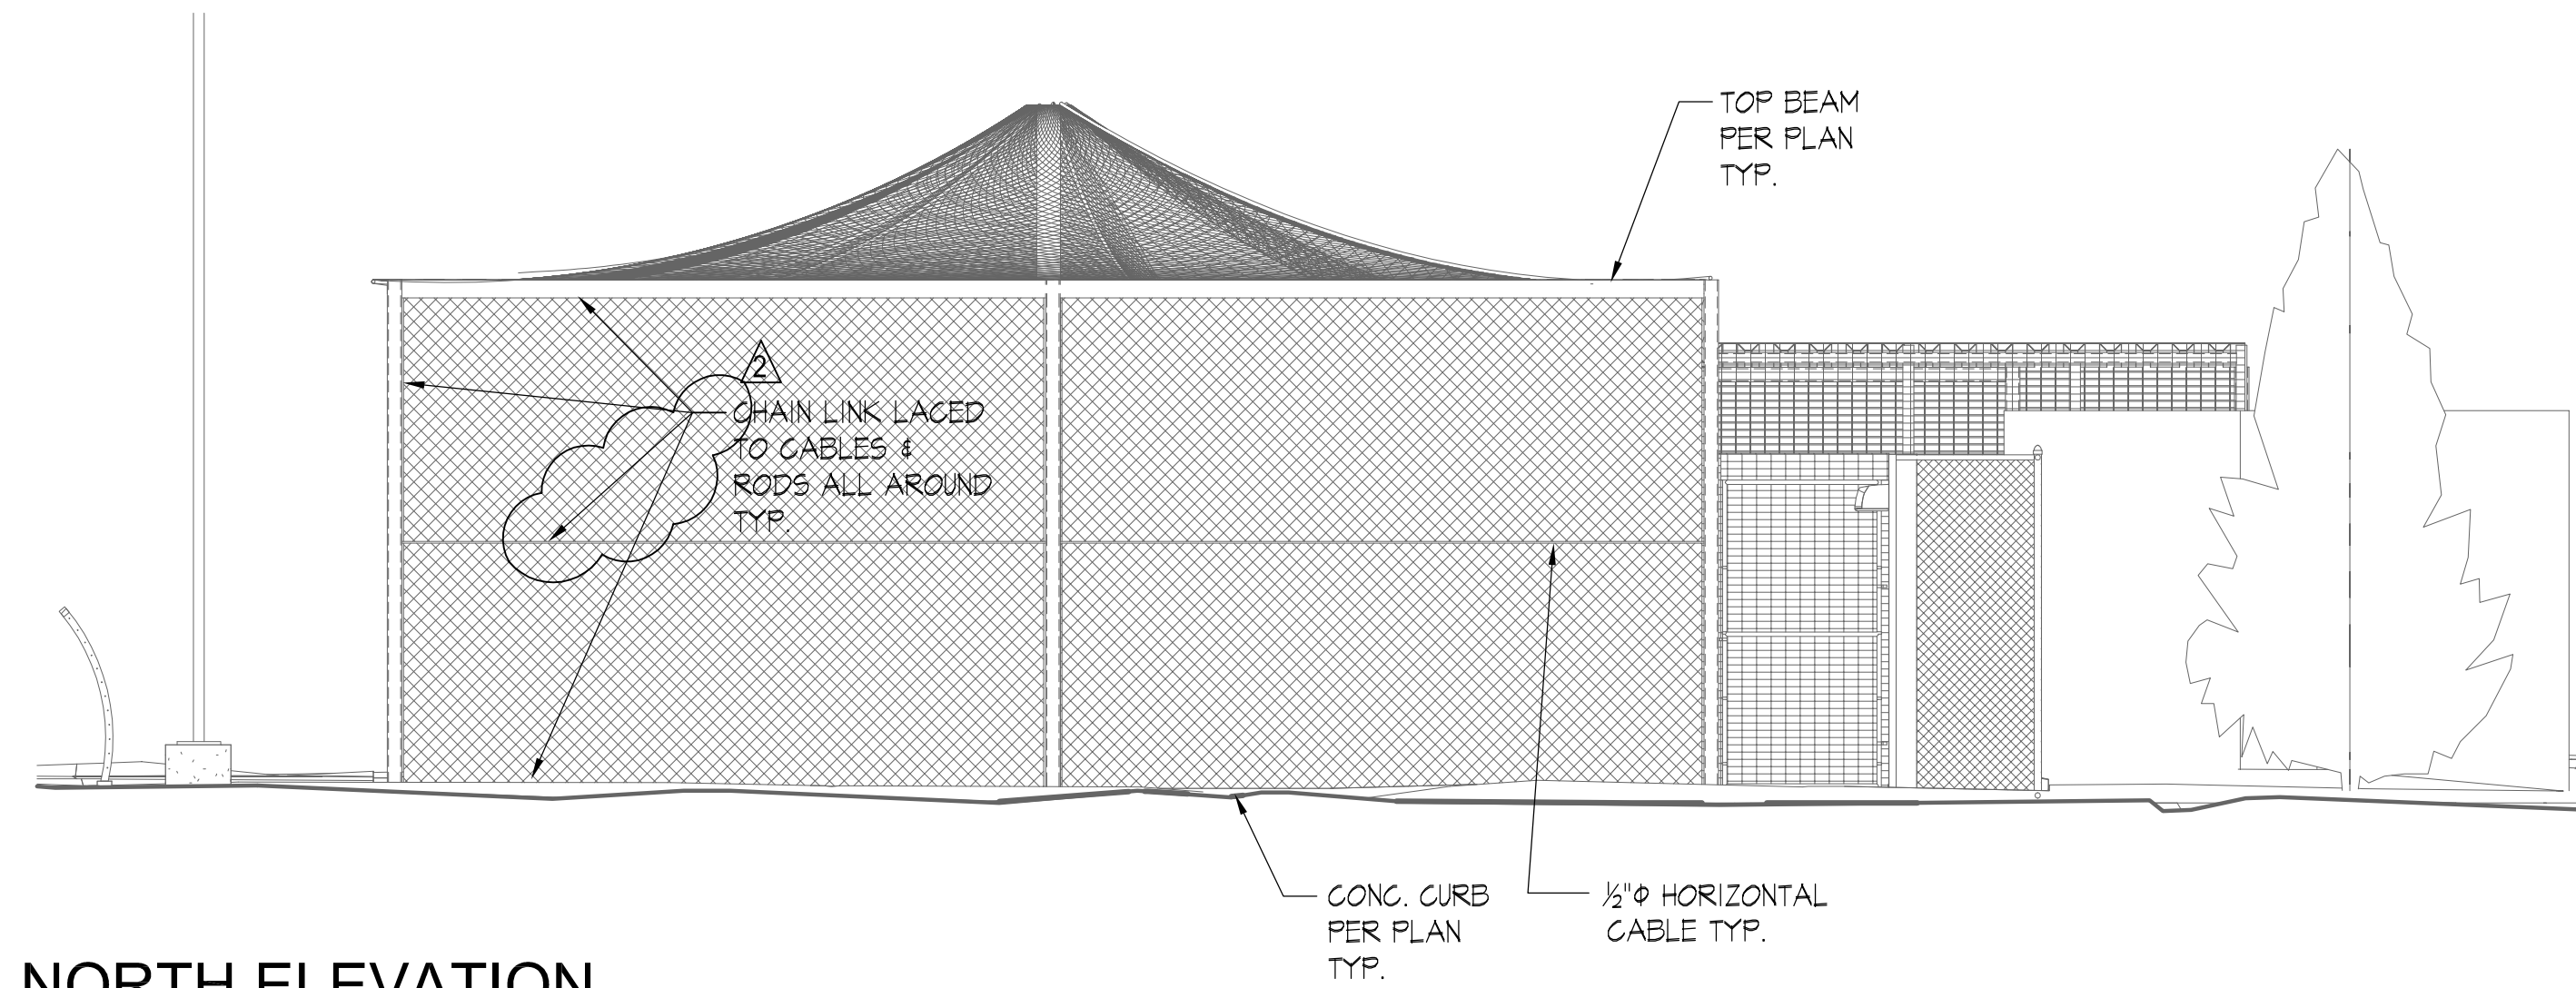 TOP BEAM
PER PLAN
TYP.
2
CHAIN LINK LACED
TO CABLES &
RODS ALL AROUND
TYP.
CONC. CURB
PER PLAN
TYP.
½"Φ HORIZONTAL
CABLE TYP.
NORTH ELEVATION